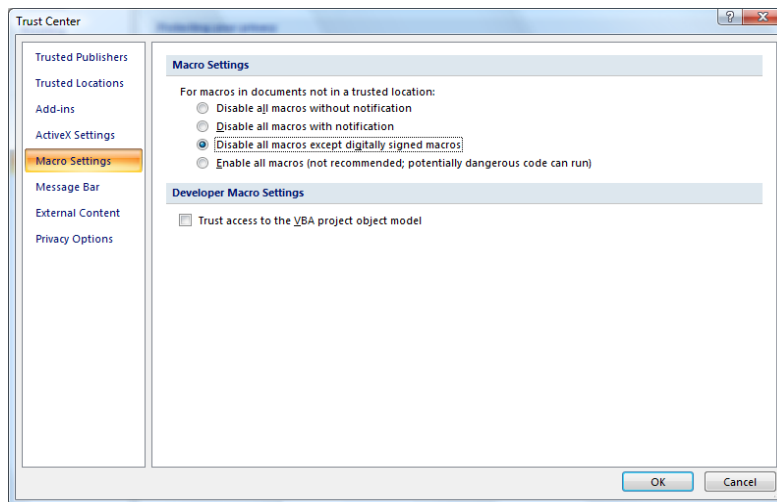 Trust Center
Trusted Publishers
Trusted Locations
Add-ins
ActiveX Settings
Macro Settings
Message Bar
External Content
Privacy Options
Macro Settings
For macros in documents not in a trusted location:
Disable all macros without notification
Disable all macros with notification
Disable all macros except digitally signed macros
Enable all macros (not recommended; potentially dangerous code can run)
Developer Macro Settings
Trust access to the VBA project object model
OK
Cancel